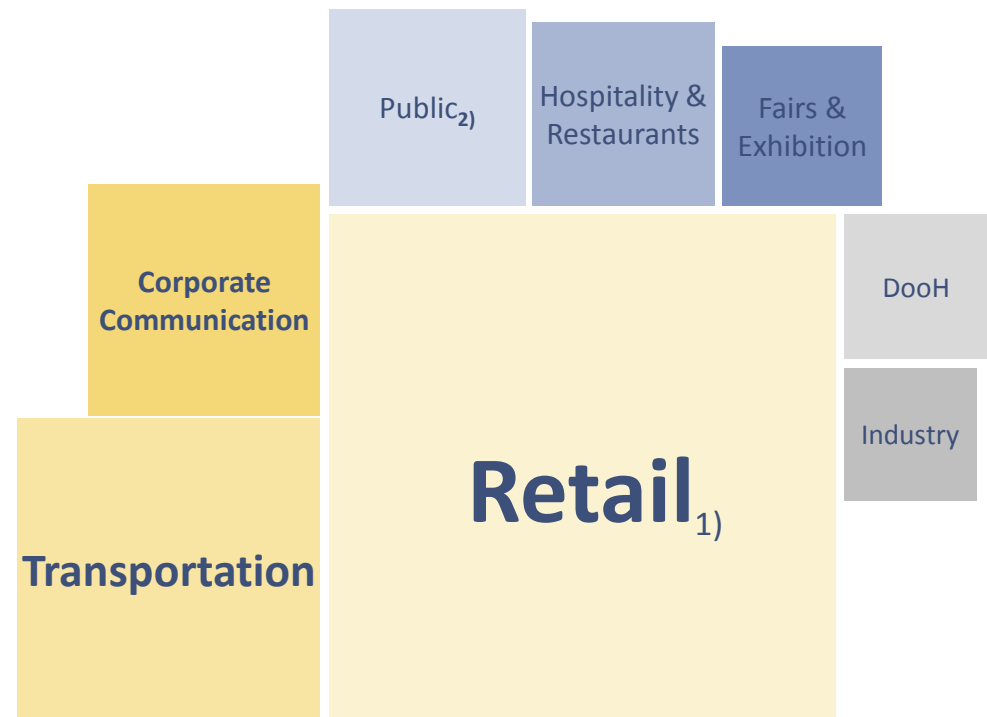 Public2)
Hospitality &
Restaurants
Fairs &
Exhibition
Corporate
Communication
DooH
Industry
Retail1)
Transportation